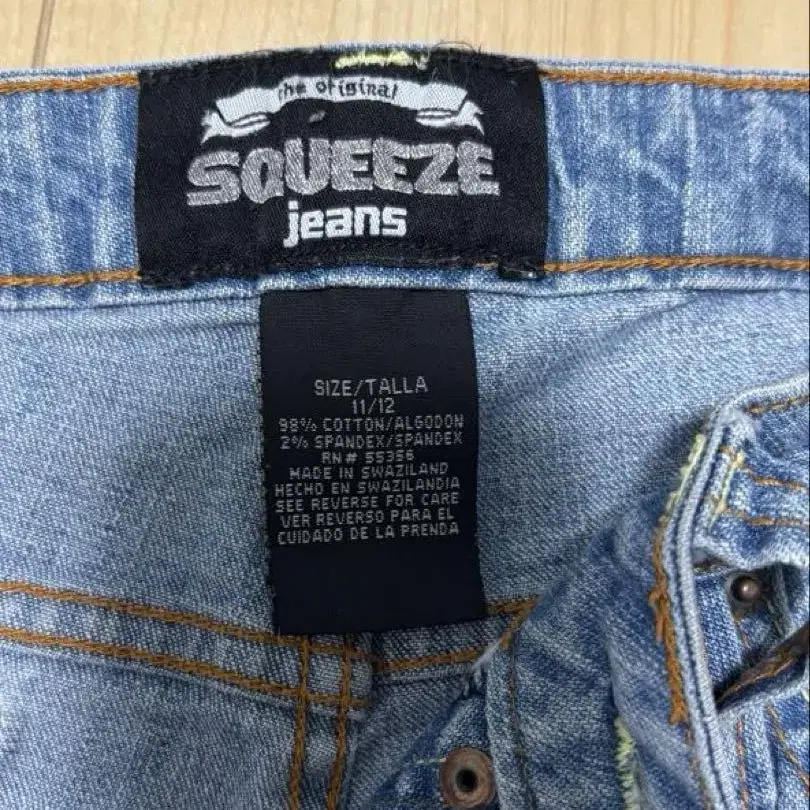 the original
SQUEEZE
jeans
SIZE/TALLA
11/12
98% COTTON/ALGODON
2% SPANDEX/SPANDEX
RN# 55356
MADE IN SWAZILAND
HECHO EN SWAZILANDIA
SEE REVERSE FOR CARE
VER REVERSO PARA EL
CUIDADO DE LA PRENDA